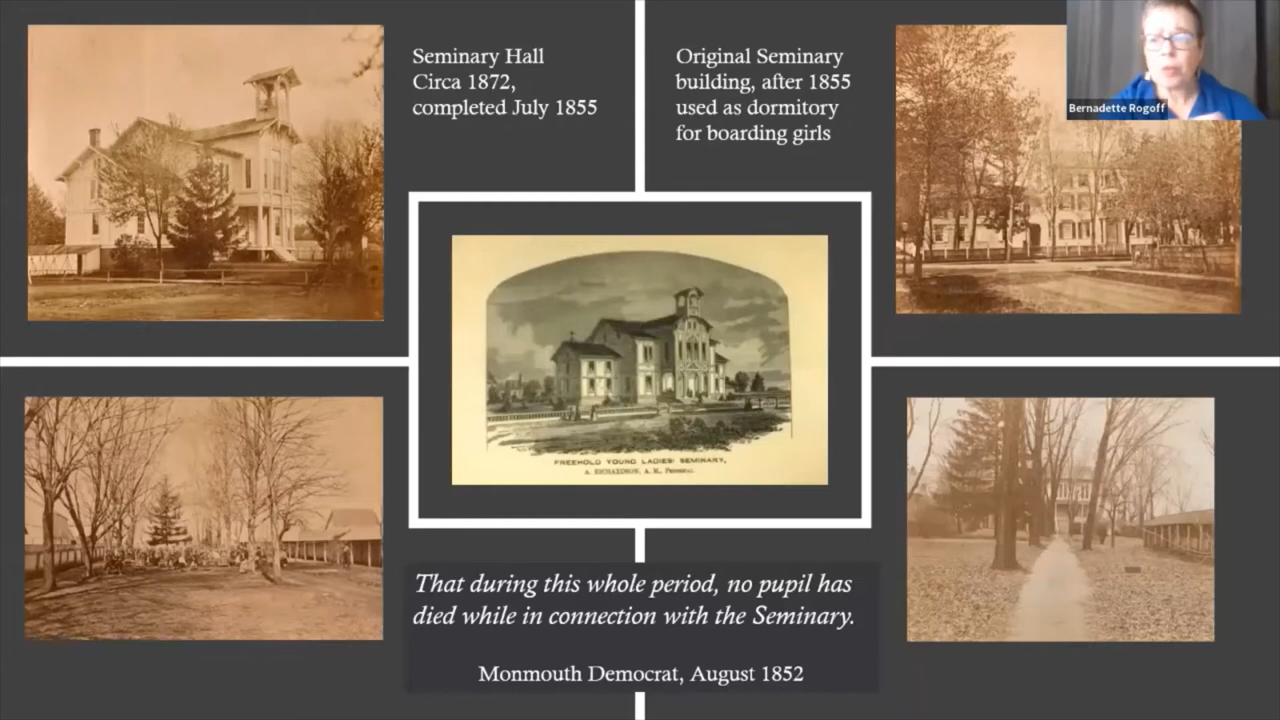 Seminary Hall
Circa 1872,
completed July 1855
Original Seminary
building, after 1855
used as dormitory
for boarding girls
Bernadette Rogoff
FREEHOLD YOUNG LADIES' SEMINARY,
A. RICHARDSON, A. M., Principal.
That during this whole period, no pupil has
died while in connection with the Seminary.
Monmouth Democrat, August 1852